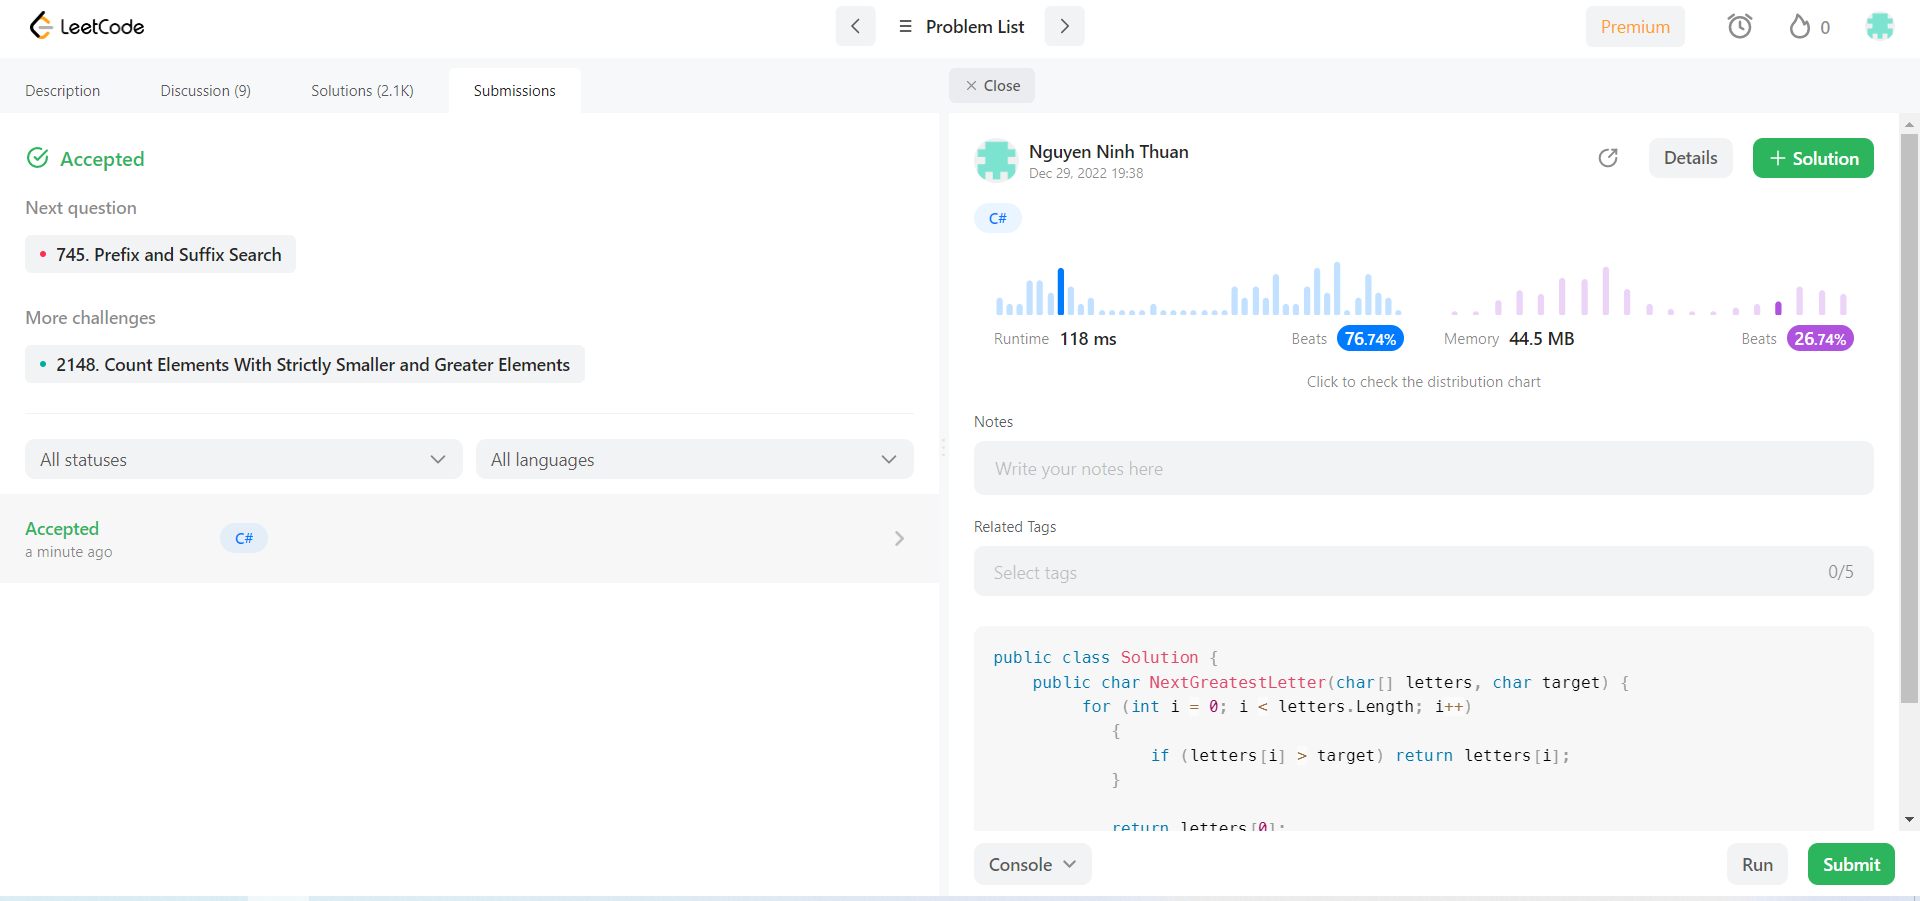 LeetCode
Problem List
Premium
0
Description
Discussion (9)
Solutions (2.1K)
Submissions
Close
Accepted
Next question
745. Prefix and Suffix Search
More challenges
2148. Count Elements With Strictly Smaller and Greater Elements
All statuses
All languages
Accepted
a minute ago
C#
Nguyen Ninh Thuan
Dec 29, 2022 19:38
Details
+ Solution
C#
Runtime 118 ms
Beats 76.74%
Memory 44.5 MB
Beats 26.74%
Click to check the distribution chart
Notes
Write your notes here
Related Tags
Select tags
0/5
public class Solution {
public char NextGreatestLetter(char[] letters, char target) {
for (int i = 0; i < letters.Length; i++)
{
if (letters[i] > target) return letters[i];
}
return letters[0];
Console
Run
Submit